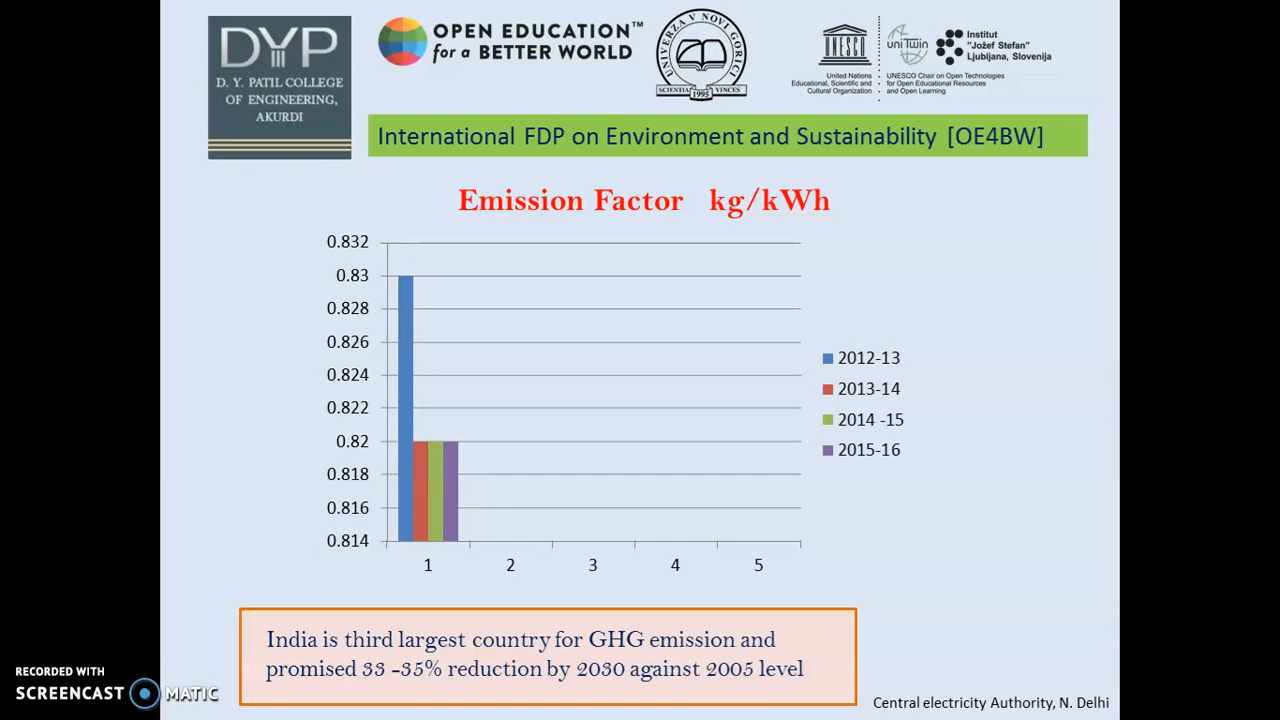 DYP
D. Y. PATIL COLLEGE
OF ENGINEERING,
AKURDI
OPEN EDUCATION™
for a BETTER WORLD
UNIVERZA V NOVI GORICI
SCIENTIA VINCES
1995
UNESCO
United Nations
Educational, Scientific and
Cultural Organization
uniTwin
Institut
"Jožef Stefan"
Ljubljana, Slovenija
UNESCO Chair on Open Technologies
for Open Educational Resources
and Open Learning
International FDP on Environment and Sustainability [OE4BW]
Emission Factor kg/kWh
0.832
0.83
0.828
0.826
0.824
0.822
0.82
0.818
0.816
0.814
1 2 3 4 5
2012-13
2013-14
2014 -15
2015-16
India is third largest country for GHG emission and
promised 33 -35% reduction by 2030 against 2005 level
Central electricity Authority, N. Delhi
RECORDED WITH
SCREENCAST MATIC